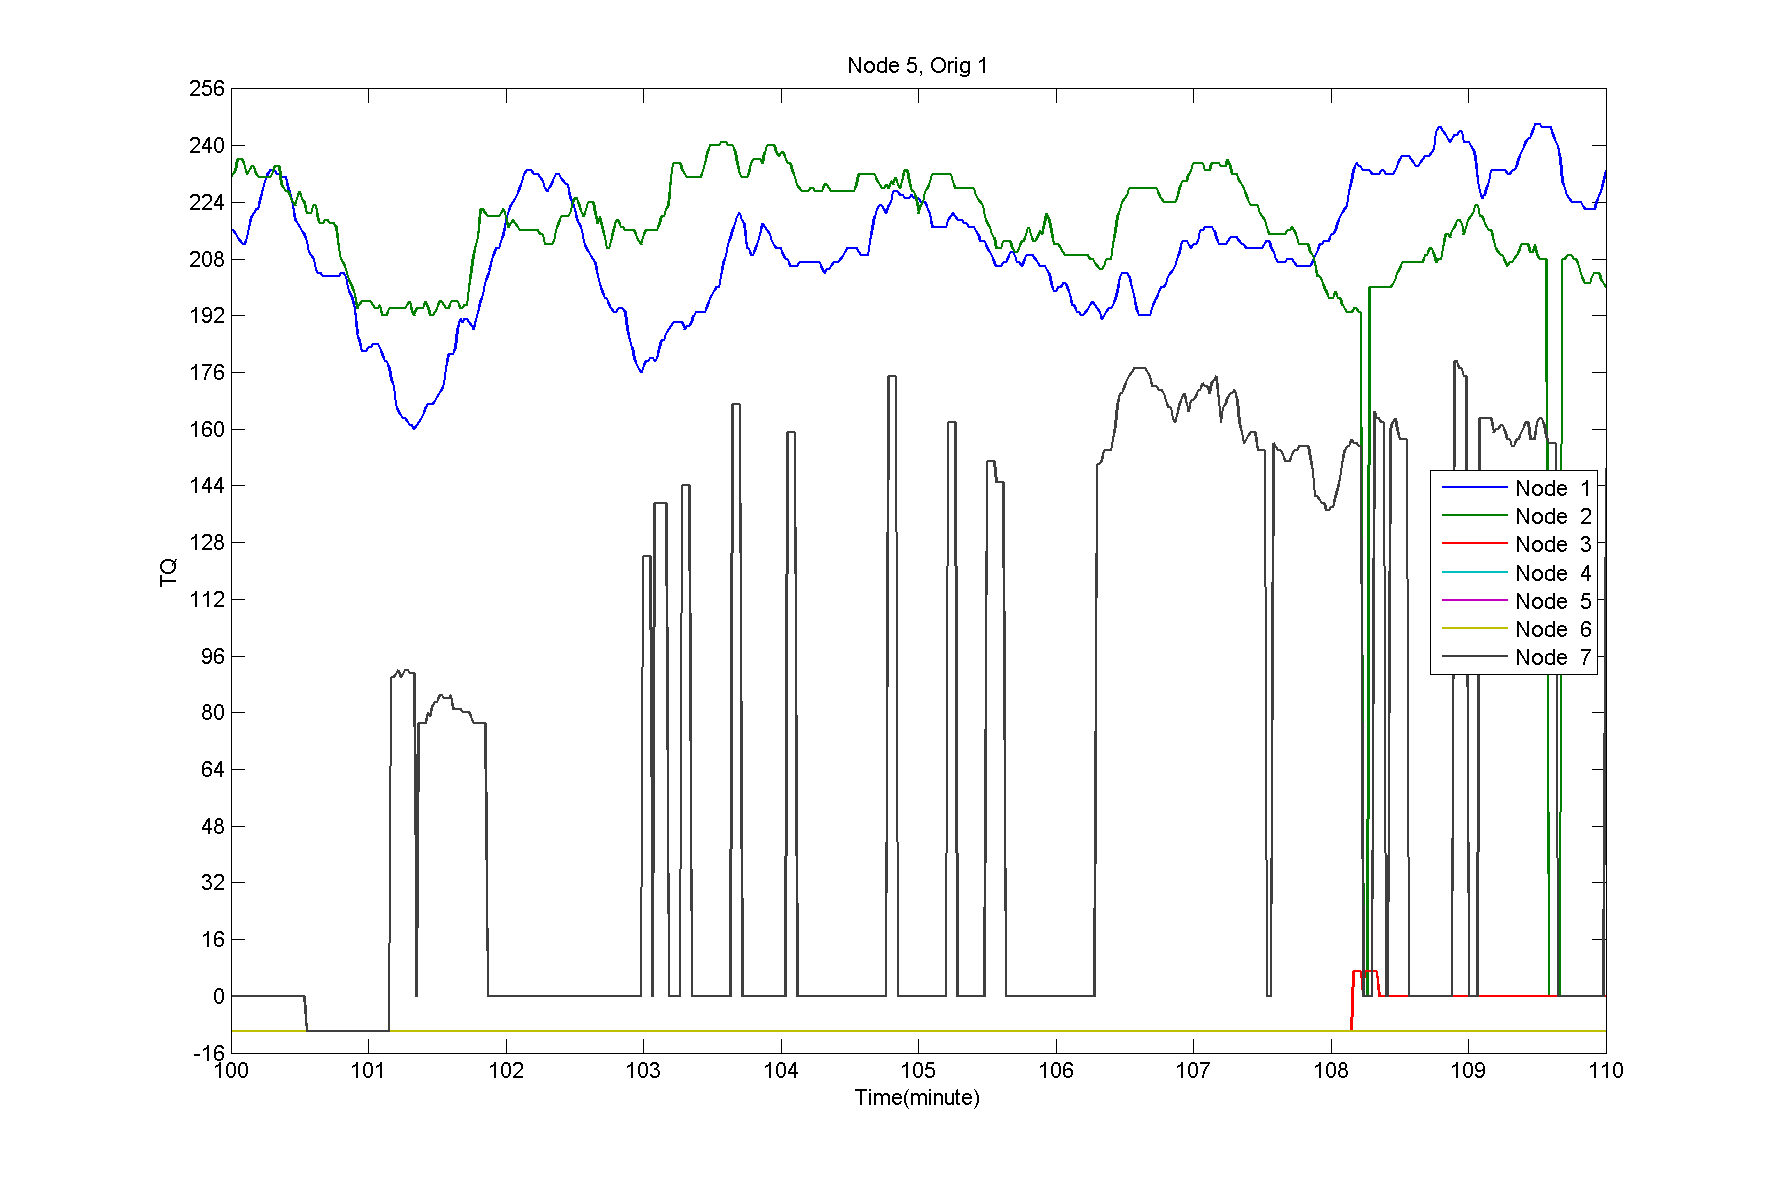 Node 5, Orig 1
256
240
224
208
192
176
160
144
128
112
96
80
64
48
32
16
0
-16
TQ
Node 1
Node 2
Node 3
Node 4
Node 5
Node 6
Node 7
100 101 102 103 104 105 106 107 108 109 110
Time(minute)